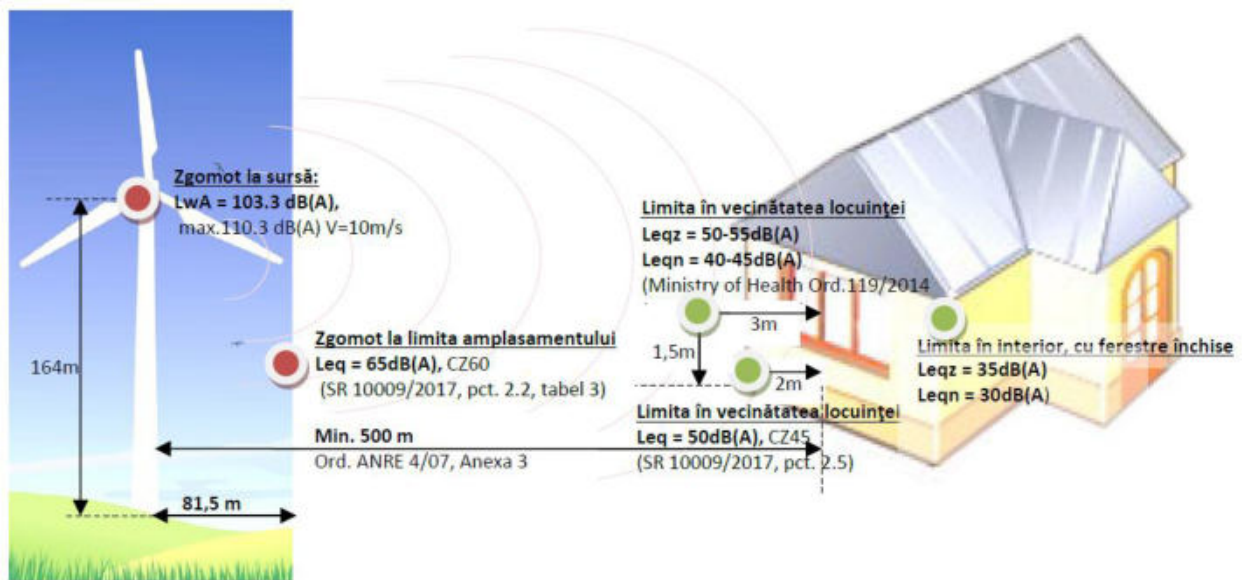 Zgomot la sursă:
LwA = 103.3 dB(A),
max.110.3 dB(A) V=10m/s
164m
Zgomot la limita amplasamentului
Leq = 65dB(A), CZ60
(SR 10009/2017, pct. 2.2, tabel 3)
Min. 500 m
Ord. ANRE 4/07, Anexa 3
81,5 m
Limita în vecinătatea locuinței
Leqz = 50-55dB(A)
Leqn = 40-45dB(A)
(Ministry of Health Ord.119/2014
3m
1,5m
2m
Limita în vecinătatea locuinței
Leq = 50dB(A), CZ45
(SR 10009/2017, pct. 2.5)
Limita în interior, cu ferestre închise
Leqz = 35dB(A)
Leqn = 30dB(A)